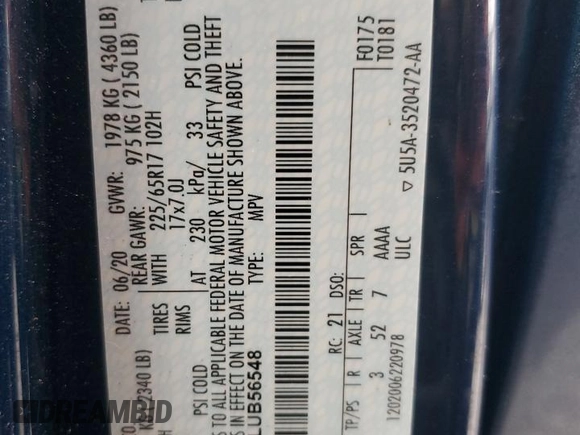 DATE: 06/20 GVWR: 1978 KG ( 4360 LB)
2340 LB) REAR GAWR: 975 KG ( 2150 LB)
TIRES WITH 225/65R17 102H
RIMS 17x7.0J
PSI COLD AT 230 kPa/ 33 PSI COLD
TO ALL APPLICABLE FEDERAL MOTOR VEHICLE SAFETY AND THEFT
IN EFFECT ON THE DATE OF MANUFACTURE SHOWN ABOVE.
LUB56548 TYPE: MPV
F0175
T0181
RC: 21 DSO:
TP/PS R AXLE TR SPR
3 52 7 AAAA
1202006220978 ULC
▽ 5U5A-3520472-AA
DREAMBID